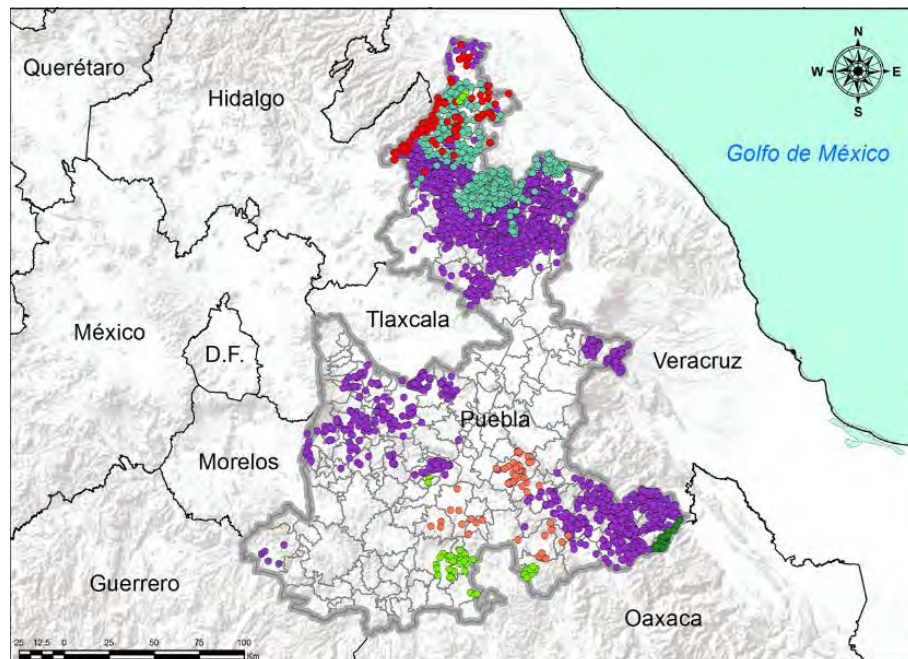 N
Querétaro
Hidalgo
W
E
S
Golfo de México
México
Tlaxcala
D.F.
Veracruz
Puebla
Morelos
Guerrero
Oaxaca
25 12.5 0 25 50 75 100
Km